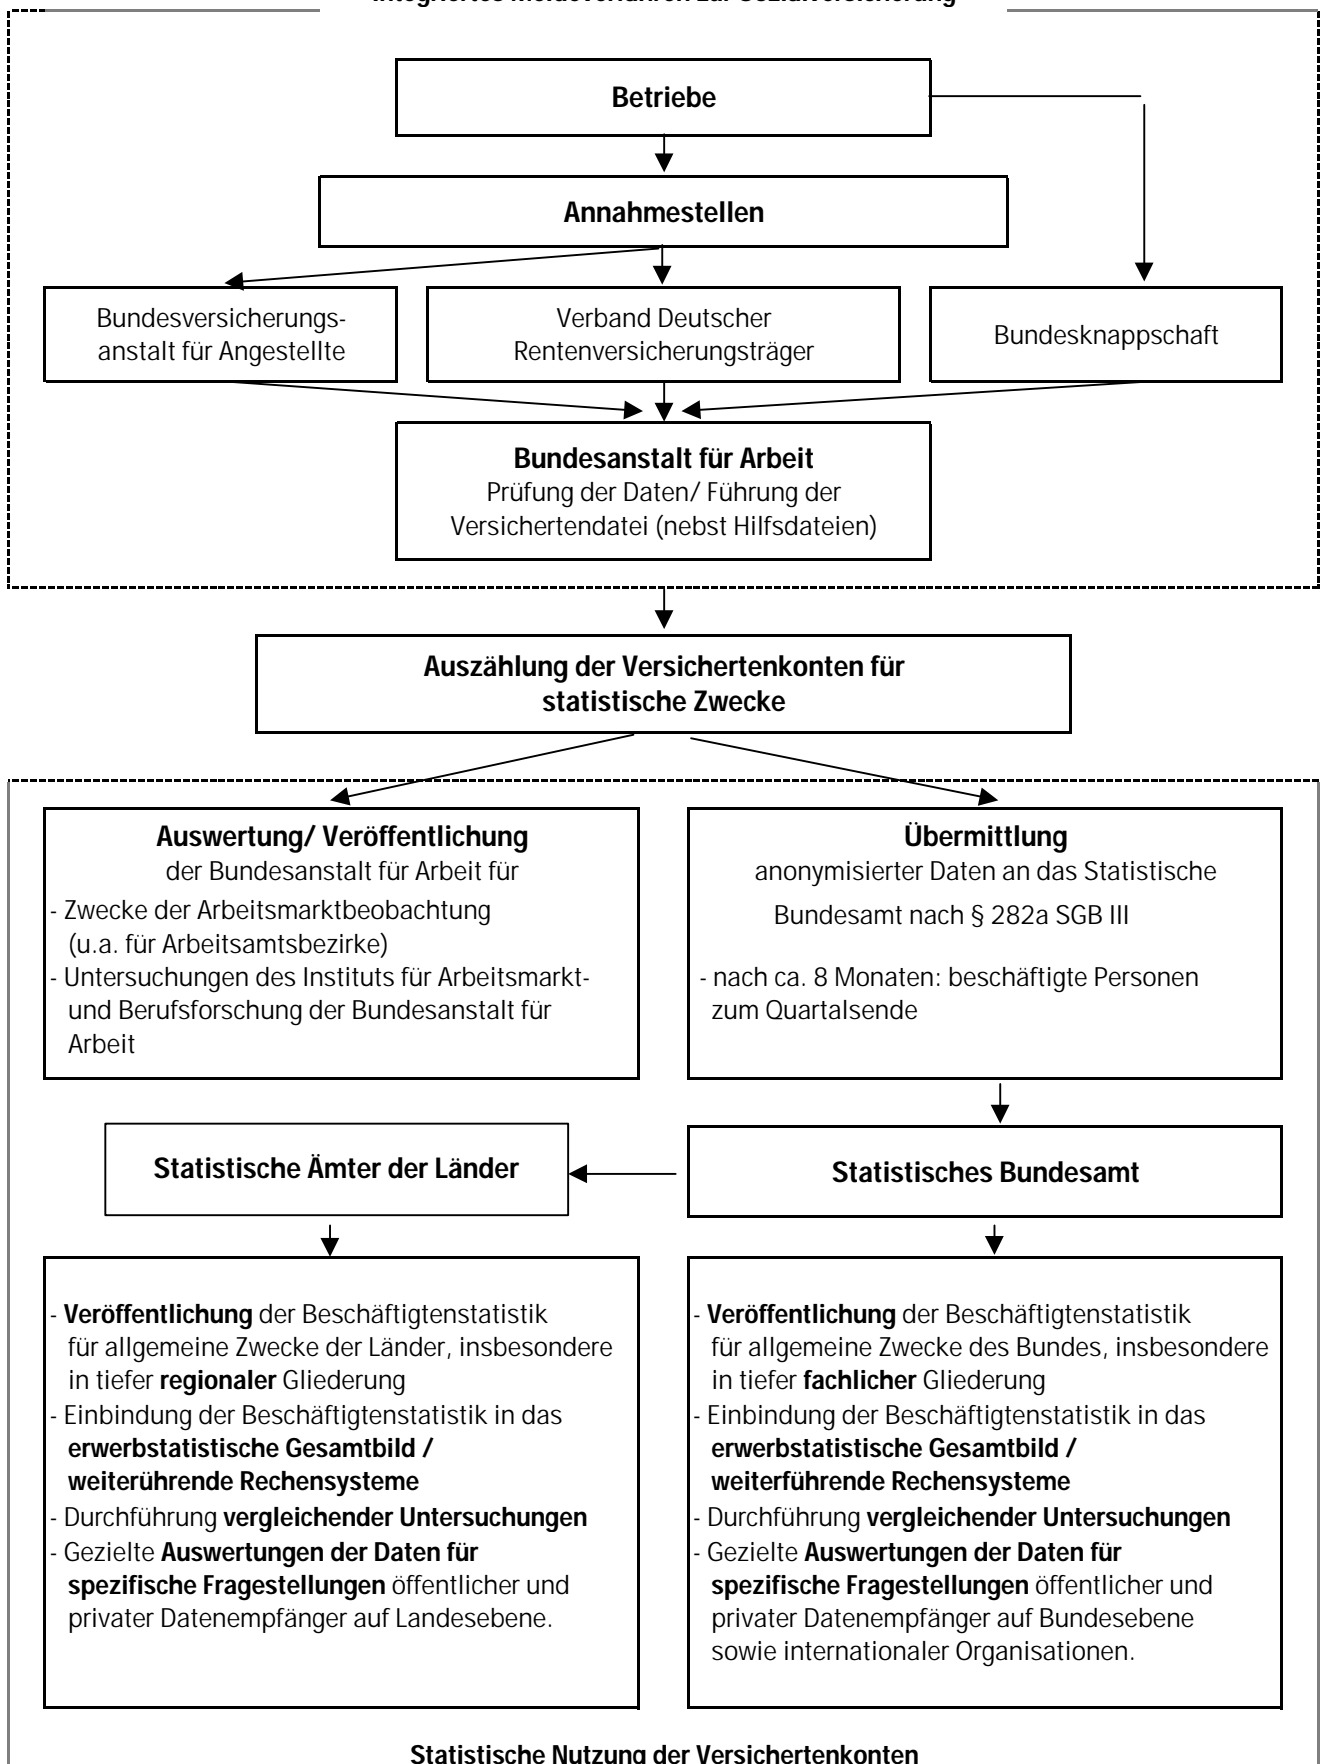 Integriertes Meldeverfahren zur Sozialversicherung
Betriebe
Annahmestellen
Bundesversicherungs-
anstalt für Angestellte
Verband Deutscher
Rentenversicherungsträger
Bundesknappschaft
Bundesanstalt für Arbeit
Prüfung der Daten/ Führung der
Versichertendatei (nebst Hilfsdateien)
Auszählung der Versichertenkonten für
statistische Zwecke
Auswertung/ Veröffentlichung
der Bundesanstalt für Arbeit für
- Zwecke der Arbeitsmarktbeobachtung
(u.a. für Arbeitsamtsbezirke)
- Untersuchungen des Instituts für Arbeitsmarkt-
und Berufsforschung der Bundesanstalt für
Arbeit
Übermittlung
anonymisierter Daten an das Statistische
Bundesamt nach § 282a SGB III
- nach ca. 8 Monaten: beschäftigte Personen
zum Quartalsende
Statistische Ämter der Länder
Statistisches Bundesamt
- Veröffentlichung der Beschäftigtenstatistik
für allgemeine Zwecke der Länder, insbesondere
in tiefer regionaler Gliederung
- Einbindung der Beschäftigtenstatistik in das
erwerbstatistische Gesamtbild /
weiterührende Rechensysteme
- Durchführung vergleichender Untersuchungen
- Gezielte Auswertungen der Daten für
spezifische Fragestellungen öffentlicher und
privater Datenempfänger auf Landesebene.
- Veröffentlichung der Beschäftigtenstatistik
für allgemeine Zwecke des Bundes, insbesondere
in tiefer fachlicher Gliederung
- Einbindung der Beschäftigtenstatistik in das
erwerbstatistische Gesamtbild /
weiterführende Rechensysteme
- Durchführung vergleichender Untersuchungen
- Gezielte Auswertungen der Daten für
spezifische Fragestellungen öffentlicher und
privater Datenempfänger auf Bundesebene
sowie internationaler Organisationen.
Statistische Nutzung der Versichertenkonten